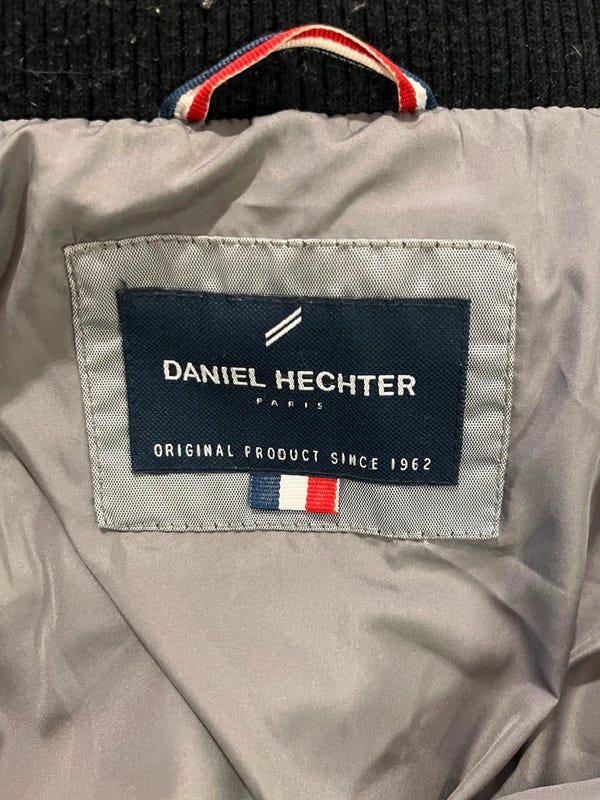 DANIEL HECHTER
PARIS
ORIGINAL PRODUCT SINCE 1962